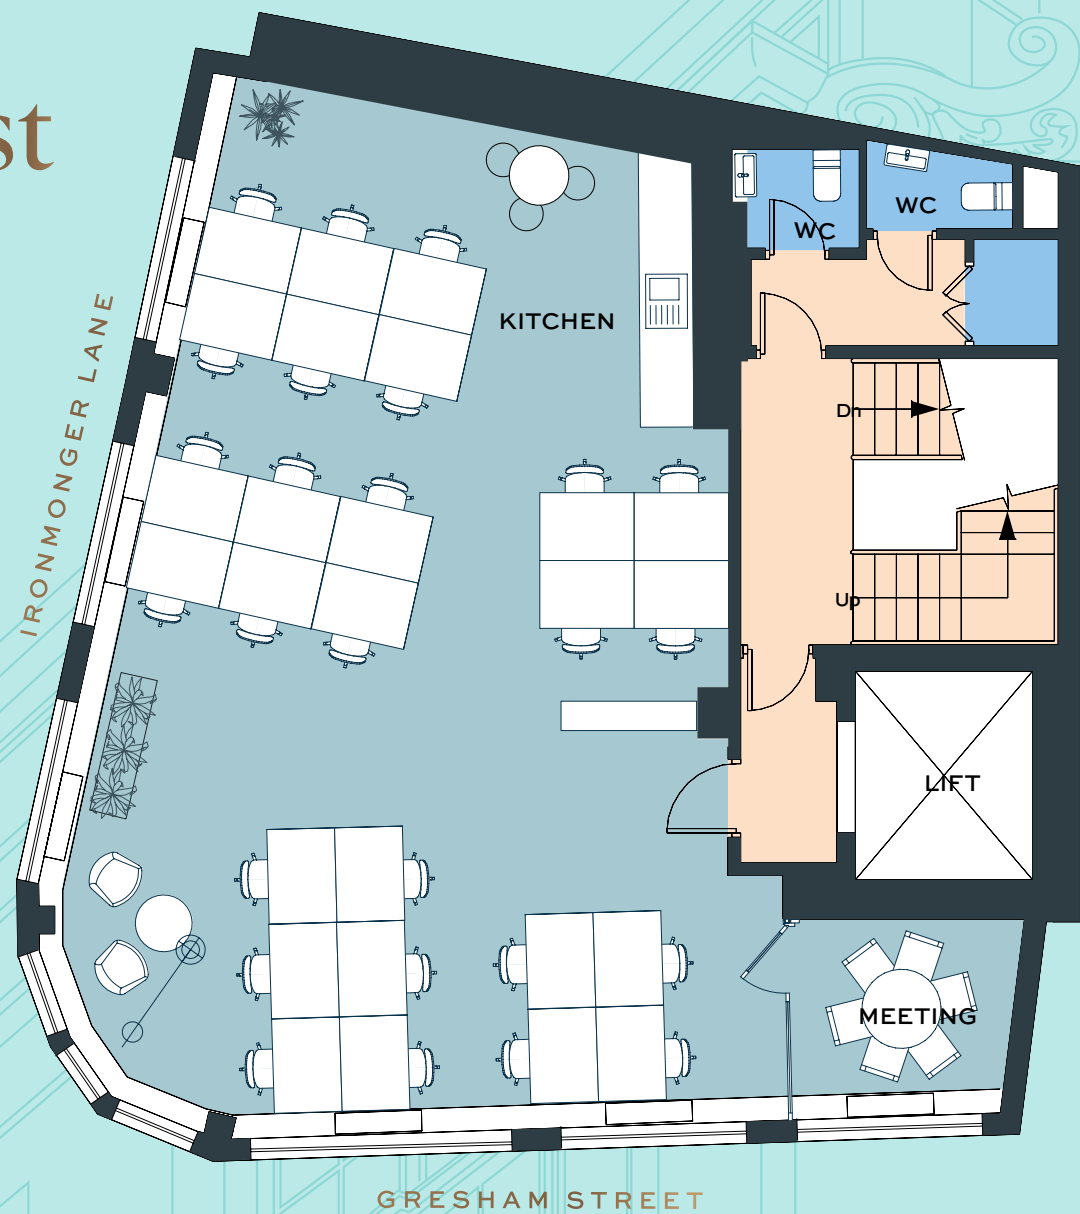 st
WC
WC
KITCHEN
IRONMONGER LANE
Dn
Up
LIFT
MEETING
GRESHAM STREET